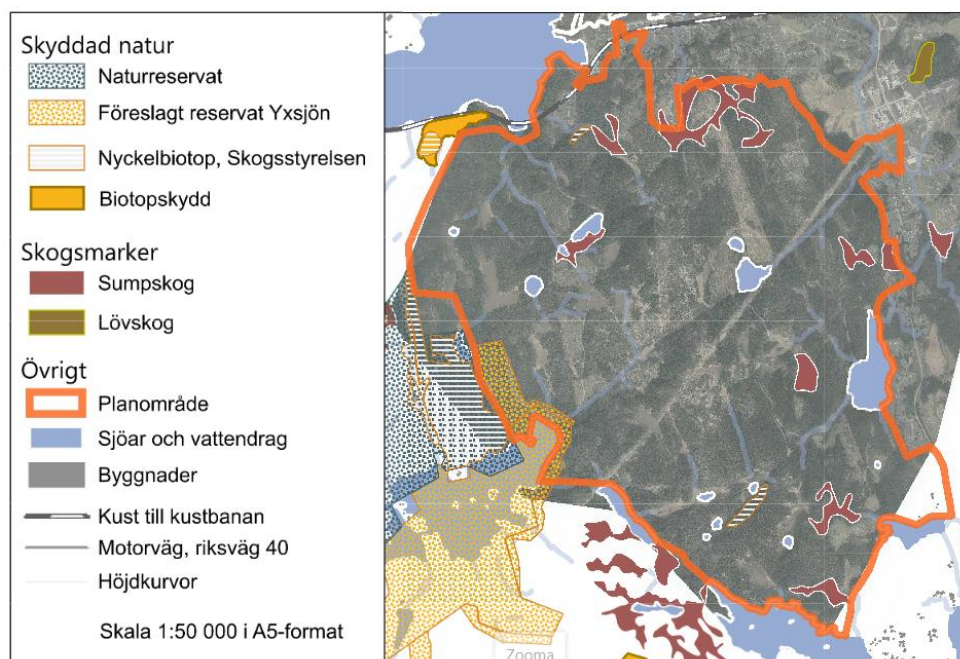 Skyddad natur
Naturreservat
Föreslagt reservat Yxsjön
Nyckelbiotop, Skogsstyrelsen
Biotopskydd
Skogsmarker
Sumpskog
Lövskog
Övrigt
Planområde
Sjöar och vattendrag
Byggnader
Kust till kustbanan
Motorväg, riksväg 40
Höjdkurvor
Skala 1:50 000 i A5-format
Zooma